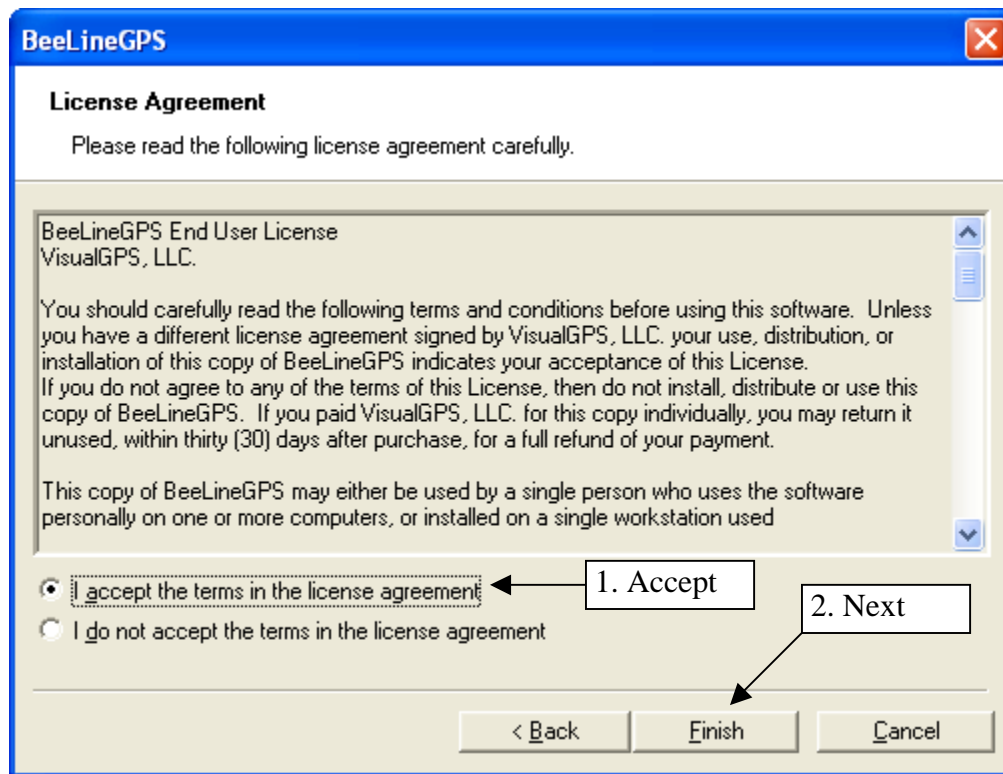 BeeLineGPS
License Agreement
Please read the following license agreement carefully.
BeeLineGPS End User License
VisualGPS, LLC.
You should carefully read the following terms and conditions before using this software.  Unless
you have a different license agreement signed by VisualGPS, LLC. your use, distribution, or
installation of this copy of BeeLineGPS indicates your acceptance of this License.
If you do not agree to any of the terms of this License, then do not install, distribute or use this
copy of BeeLineGPS.  If you paid VisualGPS, LLC. for this copy individually, you may return it
unused, within thirty (30) days after purchase, for a full refund of your payment.
This copy of BeeLineGPS may either be used by a single person who uses the software
personally on one or more computers, or installed on a single workstation used
I accept the terms in the license agreement
1. Accept
2. Next
I do not accept the terms in the license agreement
< Back
Finish
Cancel